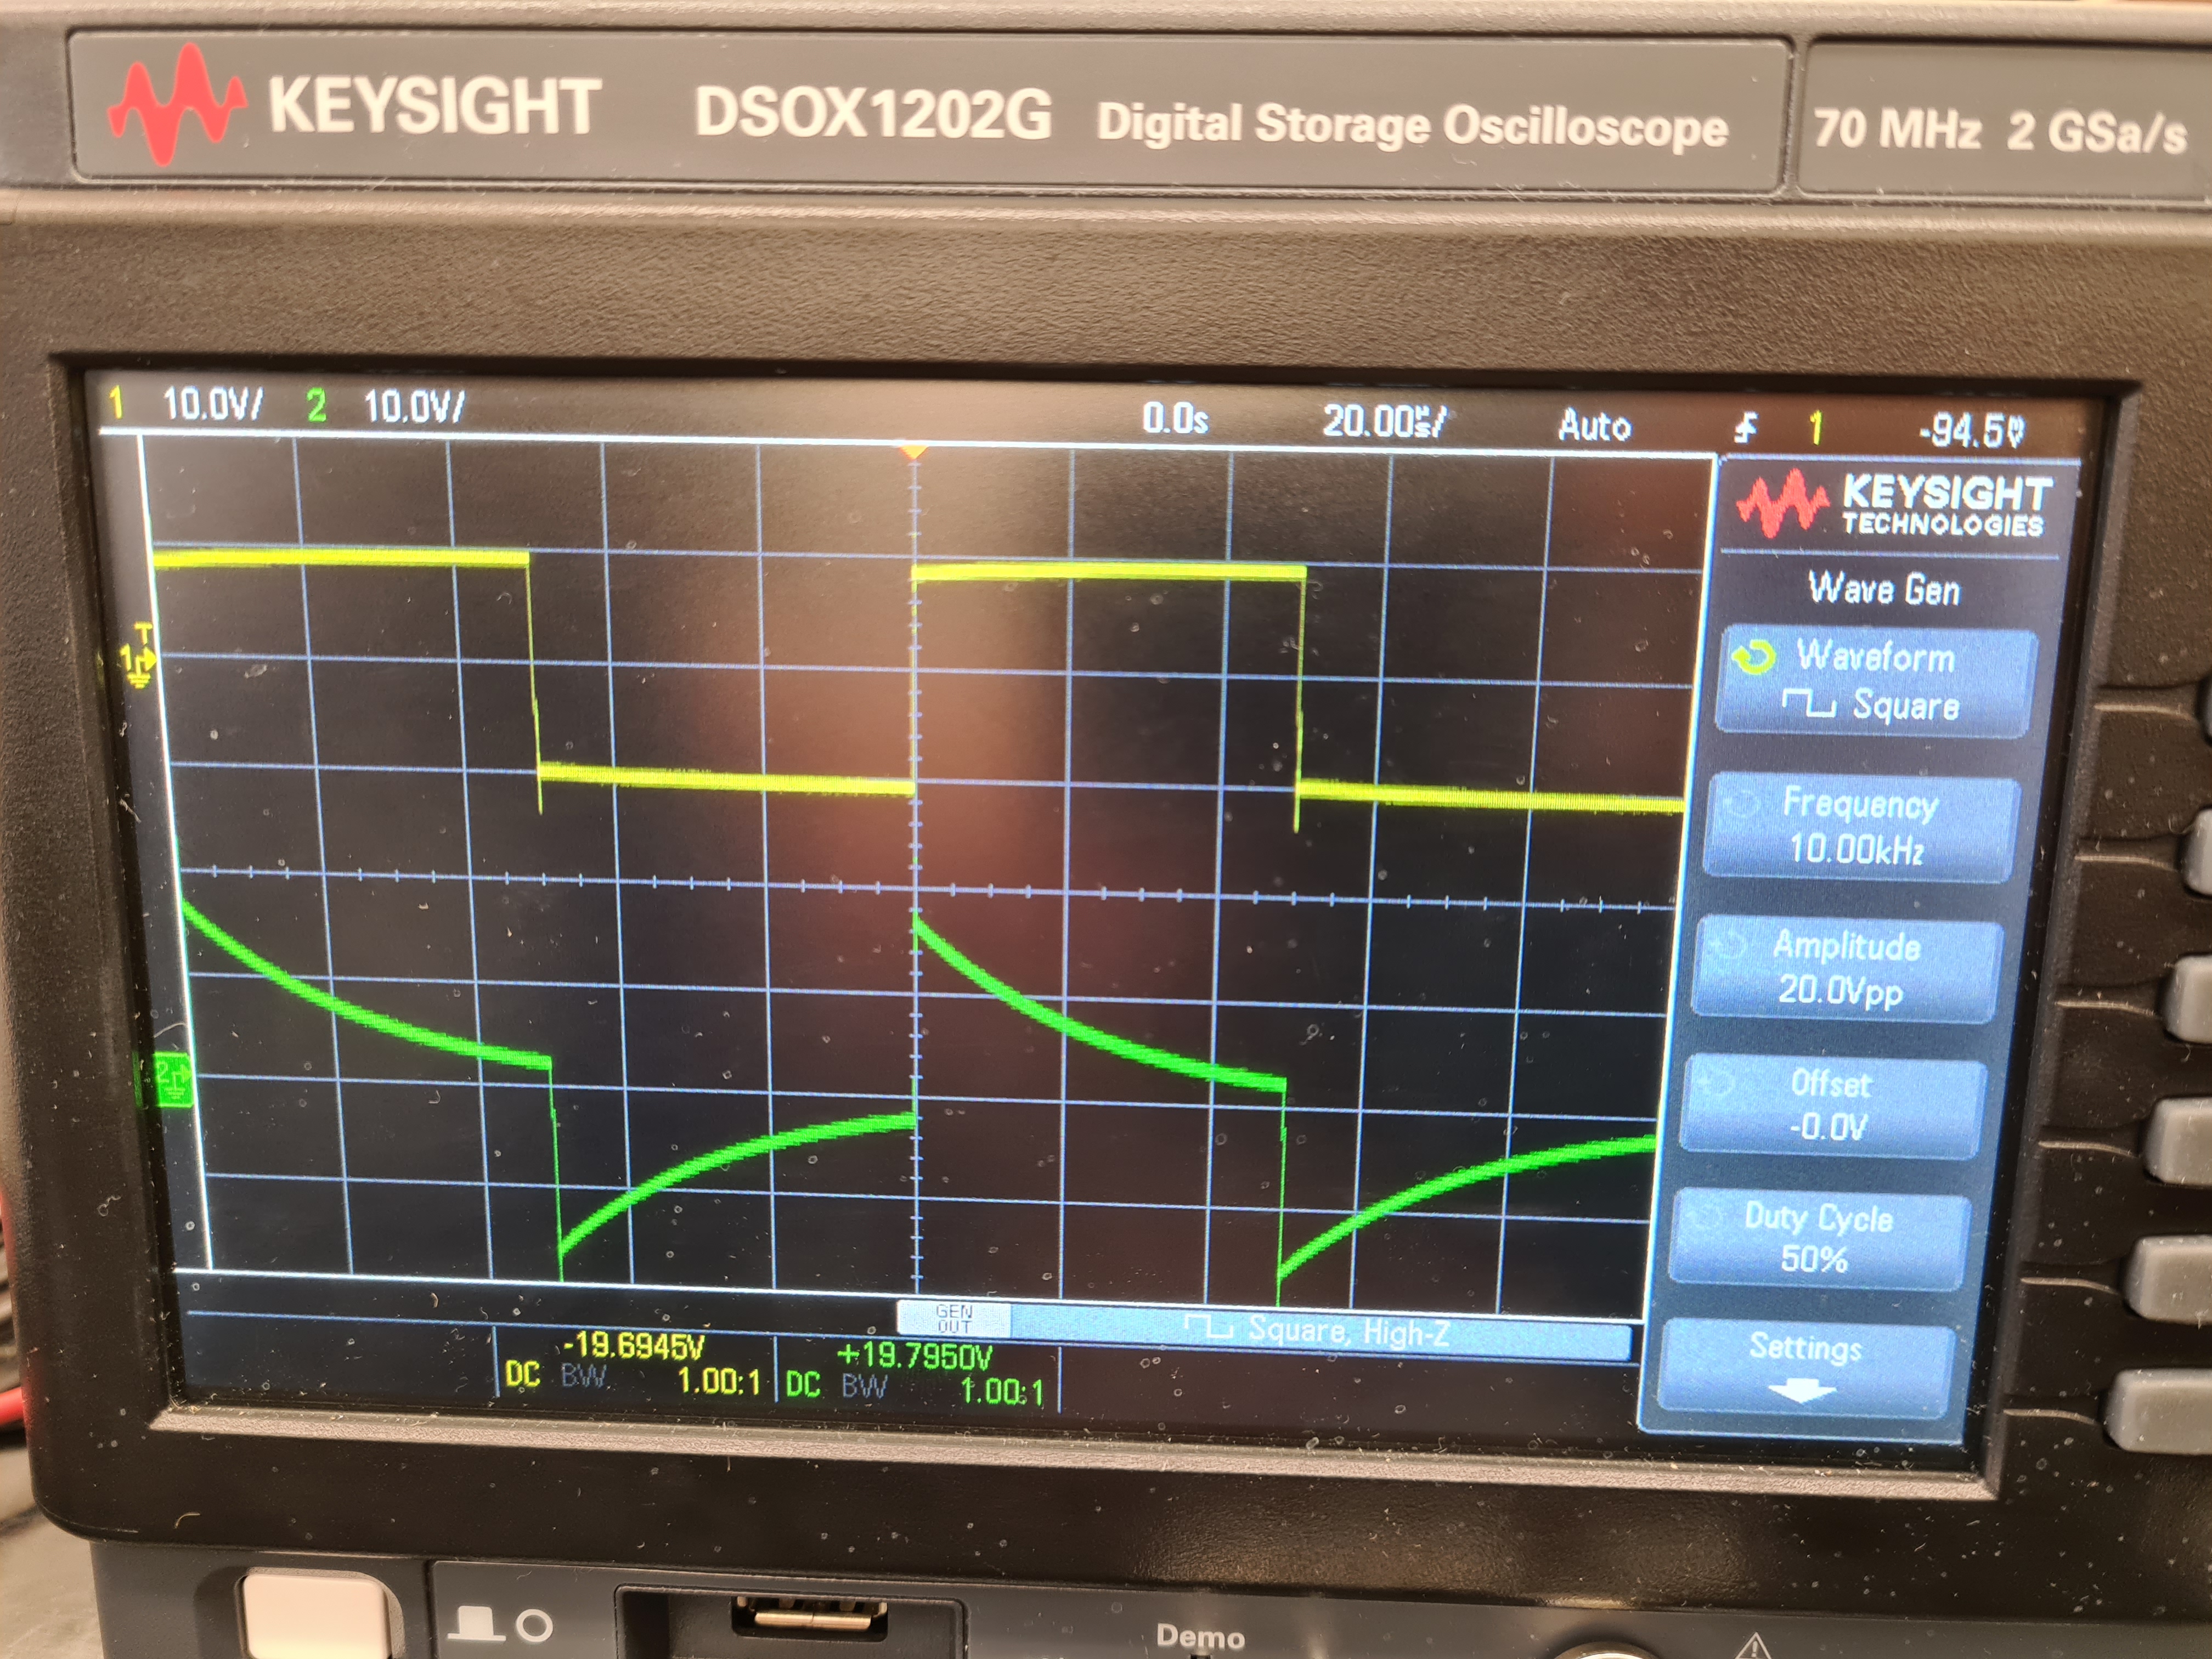 KEYSIGHT DSOX1202G Digital Storage Oscilloscope 70 MHz 2 GSa/s
1 10.0V/ 2 10.0V/ 0.0s 20.00µs/ Auto 1 -94.5V
KEYSIGHT
TECHNOLOGIES
Wave Gen
Waveform
Square
Frequency
10.00kHz
Amplitude
20.0Vpp
Offset
-0.0V
Duty Cycle
50%
Settings
T
1
2
GEN
OUT
Square, High-Z
-19.6945V +19.7950V
DC BW 1.00:1 DC BW 1.00:1
Demo